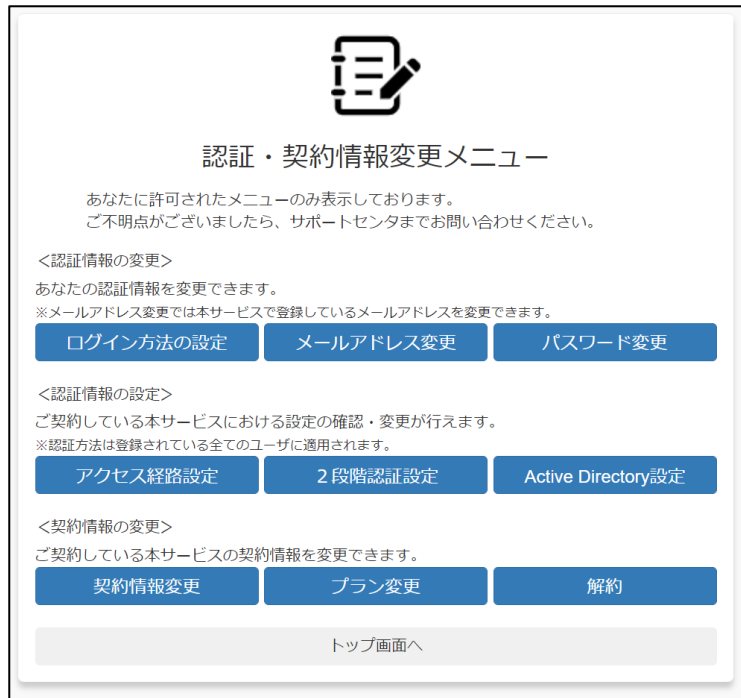 認証・契約情報変更メニュー
あなたに許可されたメニューのみ表示しております。
ご不明点がございましたら、サポートセンタまでお問い合わせください。
＜認証情報の変更＞
あなたの認証情報を変更できます。
※メールアドレス変更では本サービスで登録しているメールアドレスを変更できます。
ログイン方法の設定 メールアドレス変更 パスワード変更
＜認証情報の設定＞
ご契約している本サービスにおける設定の確認・変更が行えます。
※認証方法は登録されている全てのユーザに適用されます。
アクセス経路設定 ２段階認証設定 Active Directory設定
＜契約情報の変更＞
ご契約している本サービスの契約情報を変更できます。
契約情報変更 プラン変更 解約
トップ画面へ